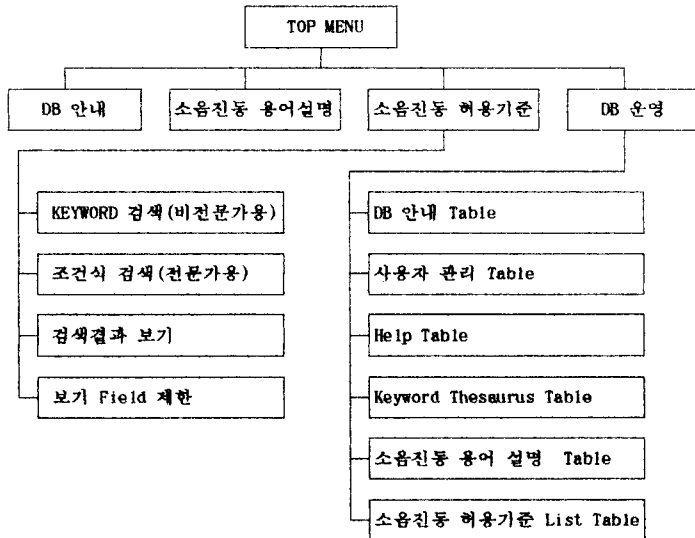 TOP MENU
DB 안내
소음진동 용어설명
소음진동 허용기준
DB 운영
KEYWORD 검색(비전문가용)
조건식 검색(전문가용)
검색결과 보기
보기 Field 제한
DB 안내 Table
사용자 관리 Table
Help Table
Keyword Thesaurus Table
소음진동 용어 설명 Table
소음진동 허용기준 List Table